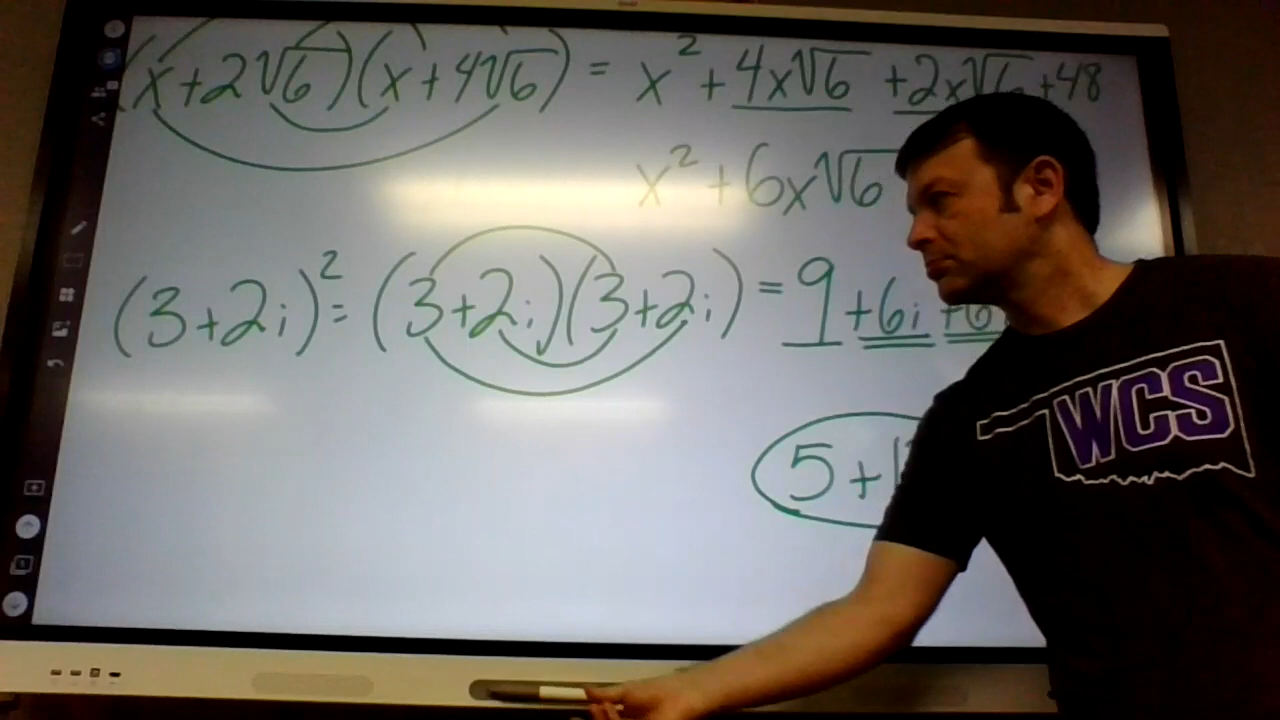 (x+2√6)(x+4√6) = x² + 4x√6 + 2x√6 + 48
x² + 6x√6
(3+2i)² = (3+2i)(3+2i) = 9 + 6i + 6
5 + 1
WCS